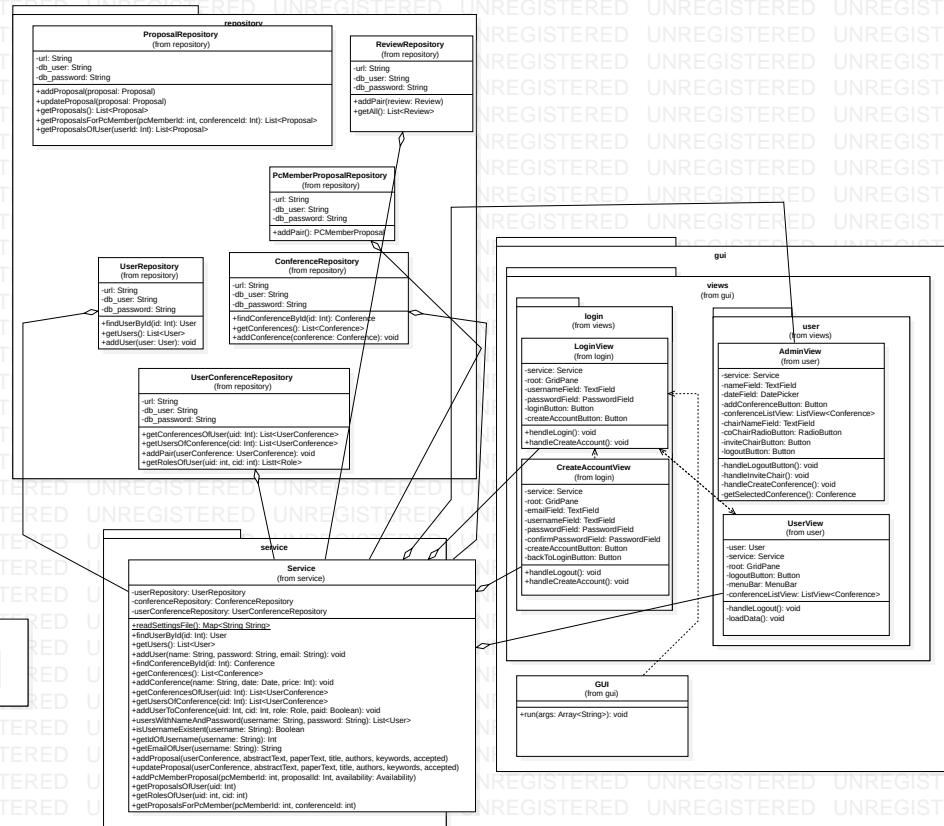 repository
ProposalRepository
(from repository)
-url: String
-db_user: String
-db_password: String
+addProposal(proposal: Proposal)
+updateProposal(proposal: Proposal)
+getProposals(): List<Proposal>
+getProposalsForPcMember(pcMemberId: int, conferenceId: Int): List<Proposal>
+getProposalsOfUser(userId: Int): List<Proposal>
ReviewRepository
(from repository)
-url: String
-db_user: String
-db_password: String
+addPair(review: Review)
+getAll(): List<Review>
PcMemberProposalRepository
(from repository)
-url: String
-db_user: String
-db_password: String
+addPair(): PCMemberProposal
UserRepository
(from repository)
-url: String
-db_user: String
-db_password: String
+findUserById(id: Int): User
+getUsers(): List<User>
+addUser(user: User): void
ConferenceRepository
(from repository)
-url: String
-db_user: String
-db_password: String
+findConferenceById(id: Int): Conference
+getConferences(): List<Conference>
+addConference(conference: Conference): void
UserConferenceRepository
(from repository)
-url: String
-db_user: String
-db_password: String
+getConferencesOfUser(uid: Int): List<UserConference>
+getUsersOfConference(cid: Int): List<UserConference>
+addPair(userConference: UserConference): void
+getRolesOfUser(uid: int, cid: int): List<Role>
service
Service
(from service)
-userRepository: UserRepository
-conferenceRepository: ConferenceRepository
-userConferenceRepository: UserConferenceRepository
+readSettingsFile(): Map<String String>
+findUserById(id: Int): User
+getUsers(): List<User>
+addUser(name: String, password: String, email: String): void
+findConferenceById(id: Int): Conference
+getConferences(): List<Conference>
+addConference(name: String, date: Date, price: Int): void
+getConferencesOfUser(uid: Int): List<UserConference>
+getUsersOfConference(cid: Int): List<UserConference>
+addUserToConference(uid: Int, cid: Int, role: Role, paid: Boolean): void
+usersWithNameAndPassword(username: String, password: String): List<User>
+isUsernameExistent(username: String): Boolean
+getIdOfUsername(username: String): Int
+getEmailOfUser(username: String): String
+addProposal(userConference, abstractText, paperText, title, authors, keywords, accepted)
+updateProposal(userConference, abstractText, paperText, title, authors, keywords, accepted)
+addPcMemberProposal(pcMemberId: int, proposalId: Int, availability: Availability)
+getProposalsOfUser(uid: Int)
+getRolesOfUser(uid: int, cid: int)
+getProposalsForPcMember(pcMemberId: int, conferenceId: int)
gui
views
(from gui)
login
(from views)
LoginView
(from login)
-service: Service
-root: GridPane
-usernameField: TextField
-passwordField: PasswordField
-loginButton: Button
-createAccountButton: Button
+hendleLogin(): void
+handleCreateAccount(): void
CreateAccountView
(from login)
-service: Service
-root: GridPane
-emailField: TextField
-usernameField: TextField
-passwordField: PasswordField
-confirmPasswordField: PasswordField
-createAccountButton: Button
-backToLoginButton: Button
+handleLogout(): void
+handleCreateAccount(): void
user
(from views)
AdminView
(from user)
-service: Service
-nameField: TextField
-dateField: DatePicker
-addConferenceButton: Button
-conferenceListView: ListView<Conference>
-chairNameField: TextField
-coChairRadioButton: RadioButton
-inviteChairButton: Button
-logoutButton: Button
-handleLogoutButton(): void
-handleInviteChair(): void
-handleCreateConference(): void
-getSelectedConference(): Conference
UserView
(from user)
-user: User
-service: Service
-root: GridPane
-logoutButton: Button
-menuBar: MenuBar
-conferenceListView: ListView<Conference>
-handleLogout(): void
-loadData(): void
GUI
(from gui)
+run(args: Array<String>): void